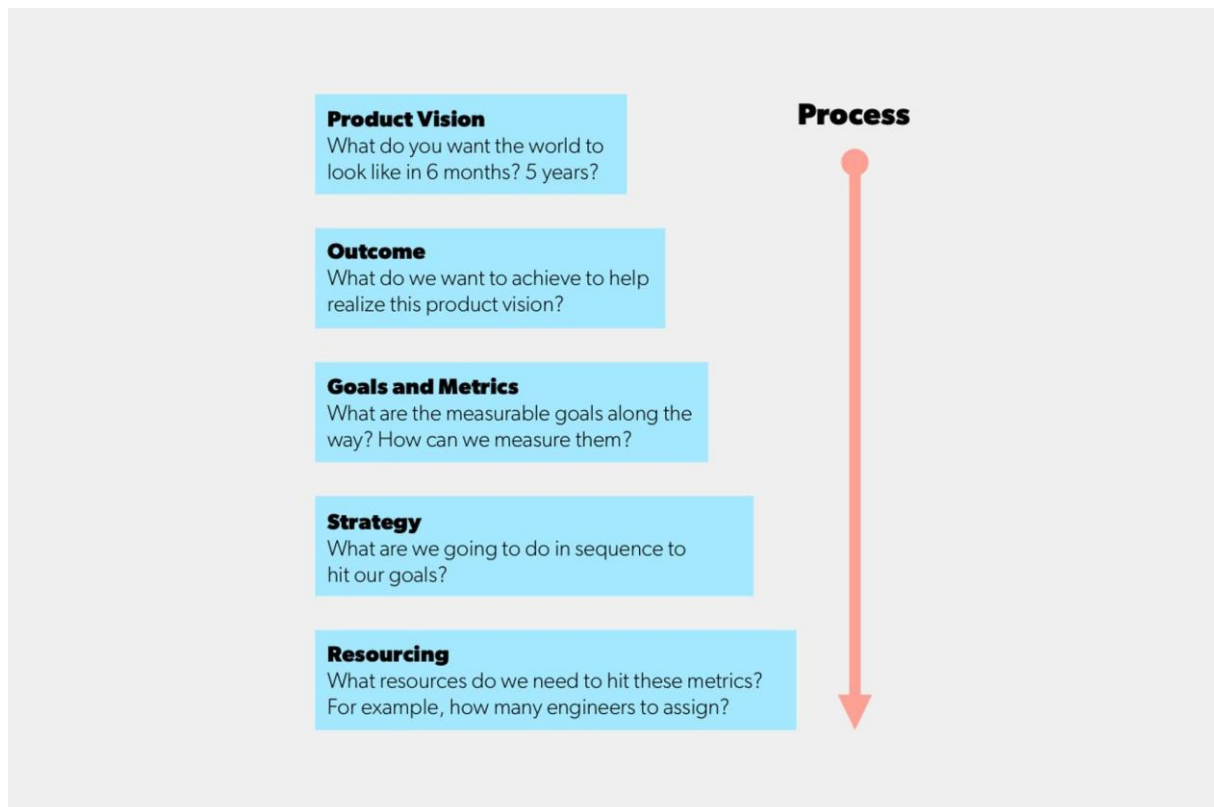 Product Vision
What do you want the world to
look like in 6 months? 5 years?
Outcome
What do we want to achieve to help
realize this product vision?
Goals and Metrics
What are the measurable goals along the
way? How can we measure them?
Strategy
What are we going to do in sequence to
hit our goals?
Resourcing
What resources do we need to hit these metrics?
For example, how many engineers to assign?
Process